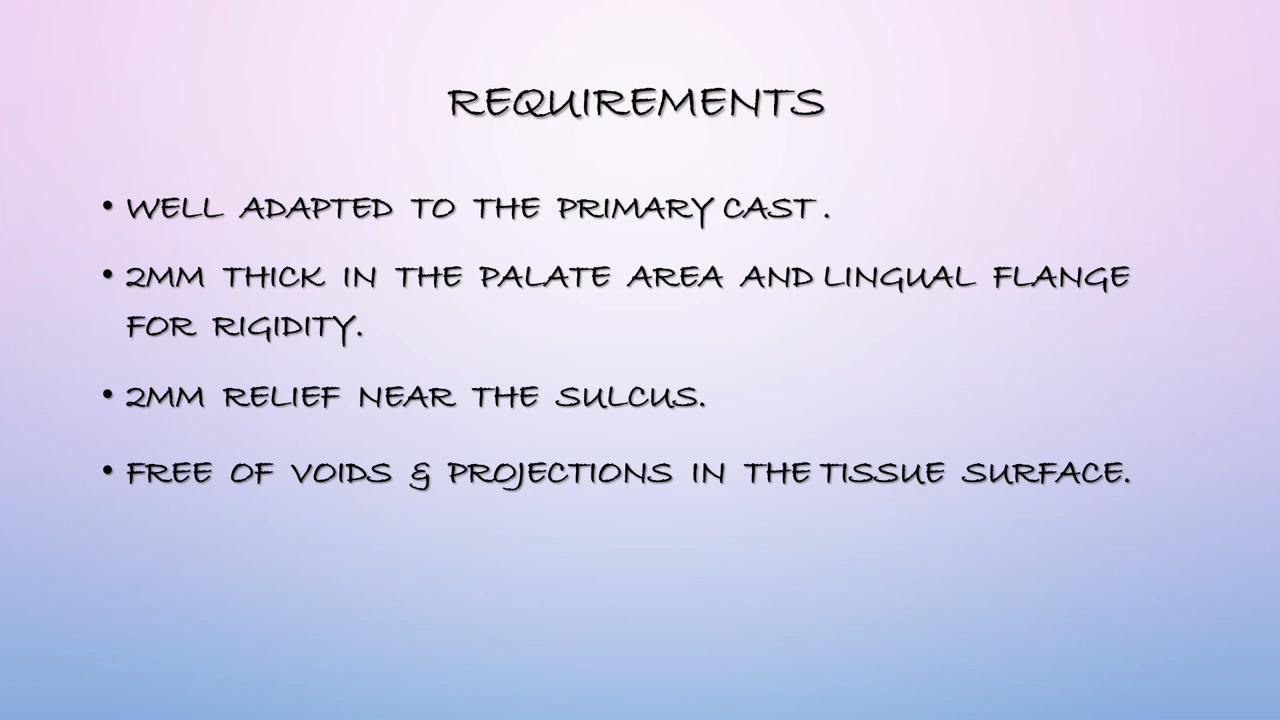 REQUIREMENTS
• WELL ADAPTED TO THE PRIMARY CAST .
• 2MM THICK IN THE PALATE AREA AND LINGUAL FLANGE
FOR RIGIDITY.
• 2MM RELIEF NEAR THE SULCUS.
• FREE OF VOIDS & PROJECTIONS IN THE TISSUE SURFACE.